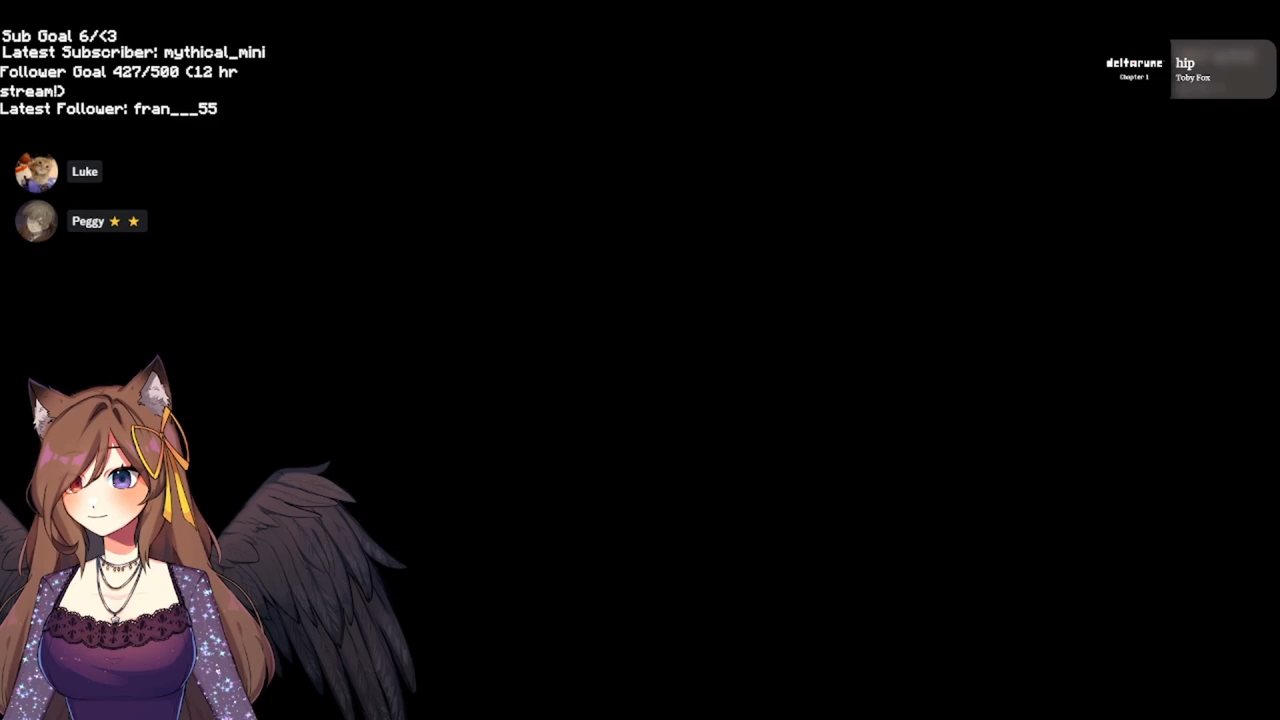 Sub Goal 6/<3
Latest Subscriber: mythical_mini
Follower Goal 427/500 (12 hr
stream!)
Latest Follower: fran___55
Luke
Peggy ★ ★
deltarune
Chapter 1
hip
Toby Fox